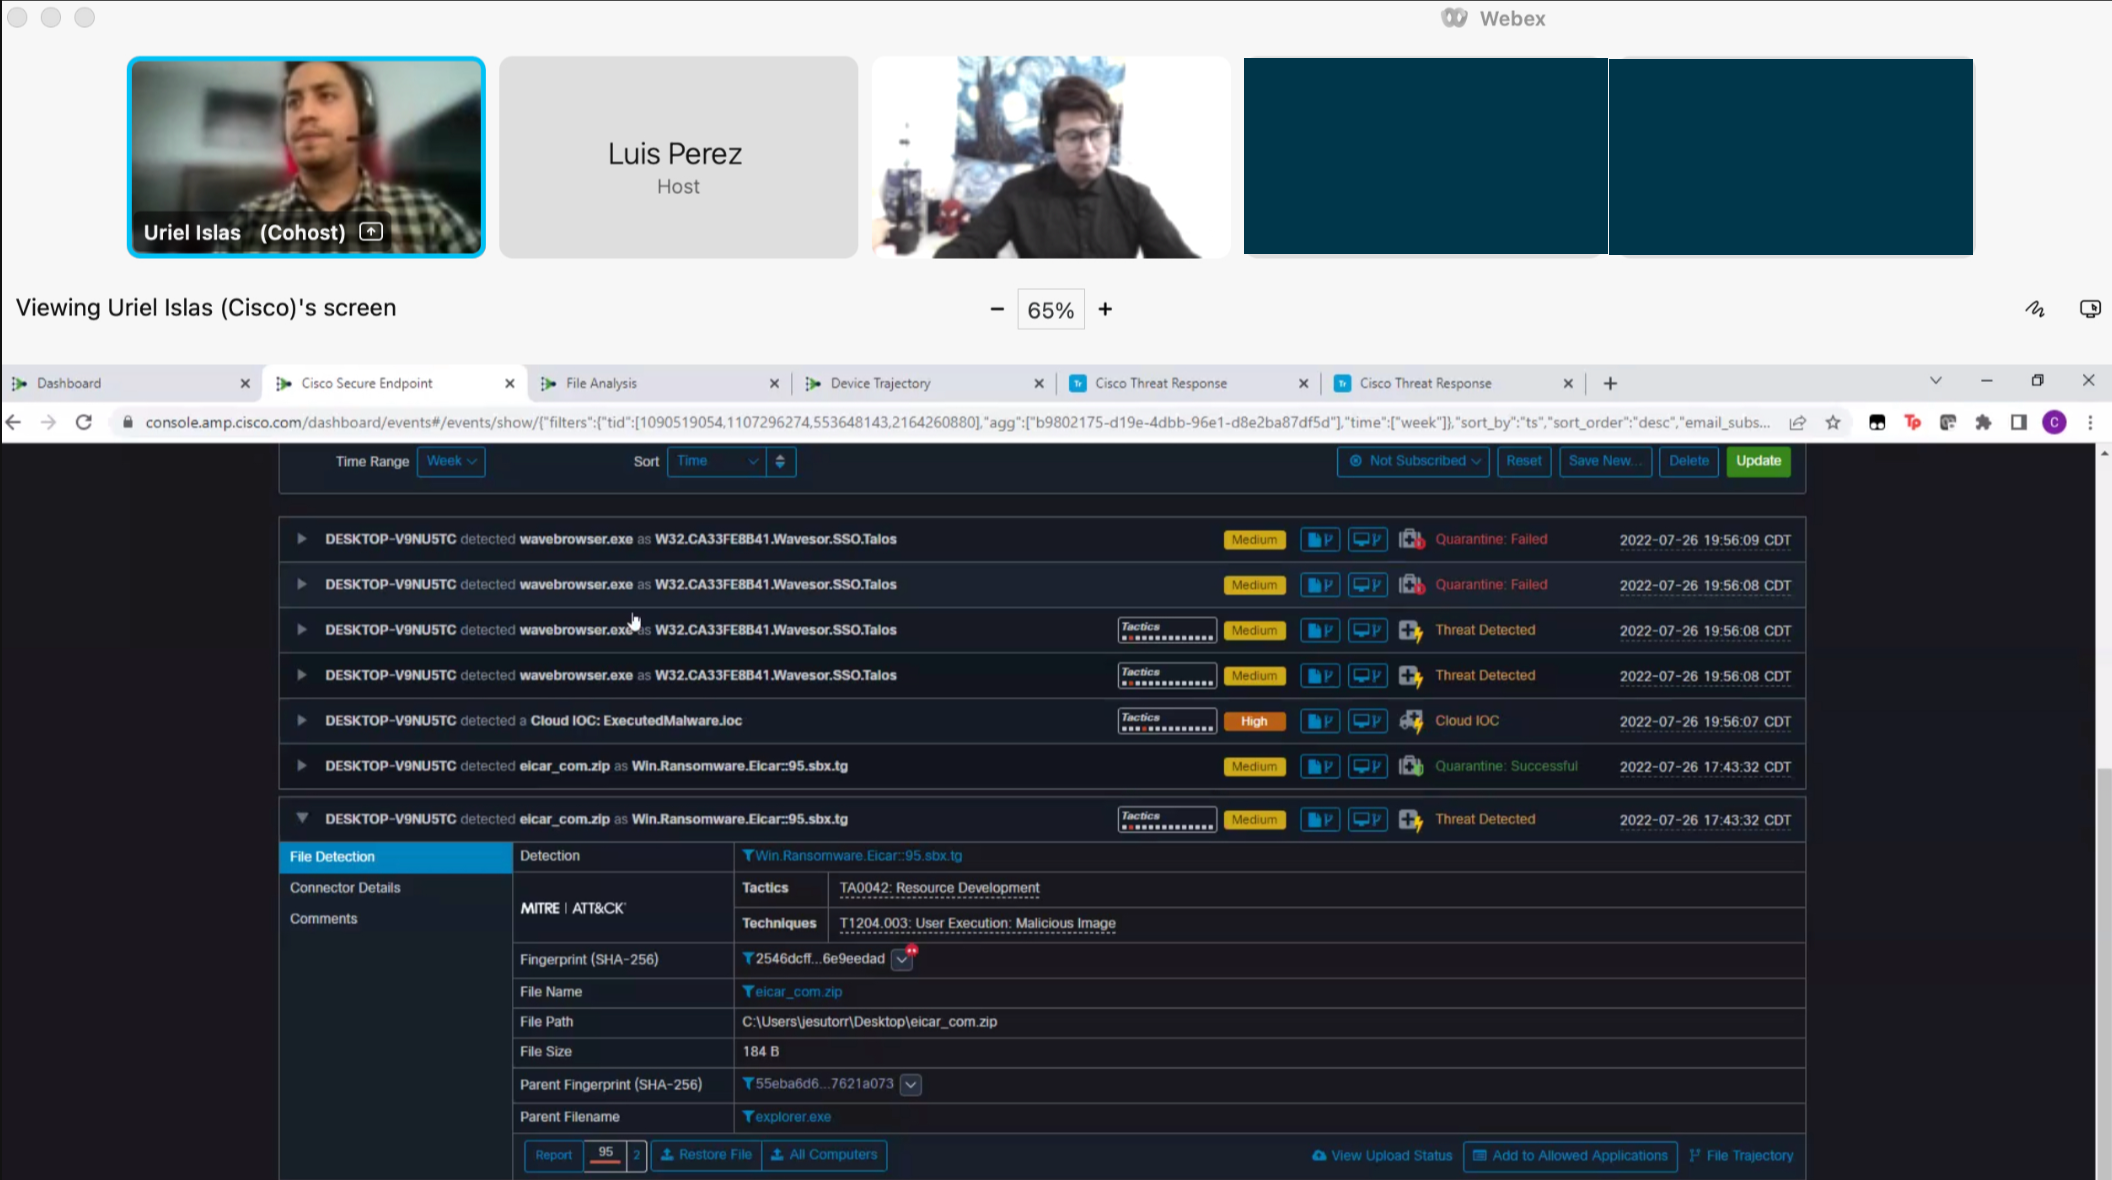 Webex
Uriel Islas (Cohost)
Luis Perez
Host
Viewing Uriel Islas (Cisco)'s screen
65%
Dashboard
Cisco Secure Endpoint
File Analysis
Device Trajectory
Cisco Threat Response
Cisco Threat Response
console.amp.cisco.com/dashboard/events#/events/show/{"filters":{"tid":[1090519054,1107296274,553648143,2164260880],"agg":["b9802175-d19e-4dbb-96e1-d8e2ba87df5d"],"time":["week"]},"sort_by":"ts","sort_order":"desc","email_subs...
Time Range Week Sort Time Not Subscribed Reset Save New... Delete Update
DESKTOP-V9NU5TC detected wavebrowser.exe as W32.CA33FE8B41.Wavesor.SSO.Talos Medium Quarantine: Failed 2022-07-26 19:56:09 CDT
DESKTOP-V9NU5TC detected wavebrowser.exe as W32.CA33FE8B41.Wavesor.SSO.Talos Medium Quarantine: Failed 2022-07-26 19:56:08 CDT
DESKTOP-V9NU5TC detected wavebrowser.exe as W32.CA33FE8B41.Wavesor.SSO.Talos Tactics Medium Threat Detected 2022-07-26 19:56:08 CDT
DESKTOP-V9NU5TC detected wavebrowser.exe as W32.CA33FE8B41.Wavesor.SSO.Talos Tactics Medium Threat Detected 2022-07-26 19:56:08 CDT
DESKTOP-V9NU5TC detected a Cloud IOC: ExecutedMalware.ioc Tactics High Cloud IOC 2022-07-26 19:56:07 CDT
DESKTOP-V9NU5TC detected eicar_com.zip as Win.Ransomware.Eicar::95.sbx.tg Medium Quarantine: Successful 2022-07-26 17:43:32 CDT
DESKTOP-V9NU5TC detected eicar_com.zip as Win.Ransomware.Eicar::95.sbx.tg Tactics Medium Threat Detected 2022-07-26 17:43:32 CDT
File Detection
Connector Details
Comments
Detection Win.Ransomware.Eicar::95.sbx.tg
MITRE | ATT&CK
Tactics TA0042: Resource Development
Techniques T1204.003: User Execution: Malicious Image
Fingerprint (SHA-256) 2546dcff...6e9eedad
File Name eicar_com.zip
File Path C:\Users\jesutorr\Desktop\eicar_com.zip
File Size 184 B
Parent Fingerprint (SHA-256) 55eba6d6...7621a073
Parent Filename explorer.exe
Report 95 2 Restore File All Computers View Upload Status Add to Allowed Applications File Trajectory